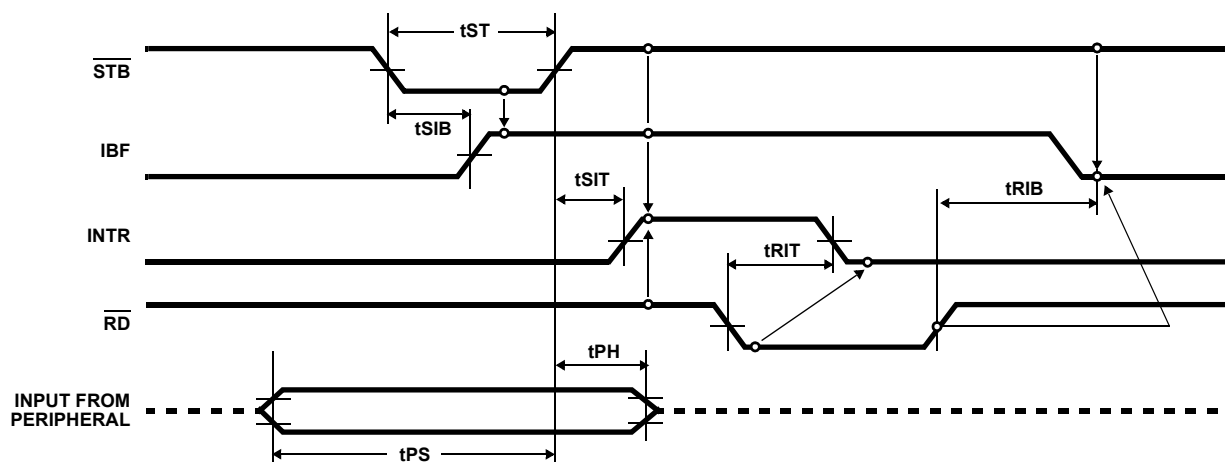 tST
STB
tSIB
IBF
tSIT
tRIB
INTR
tRIT
RD
tPH
INPUT FROM
PERIPHERAL
tPS